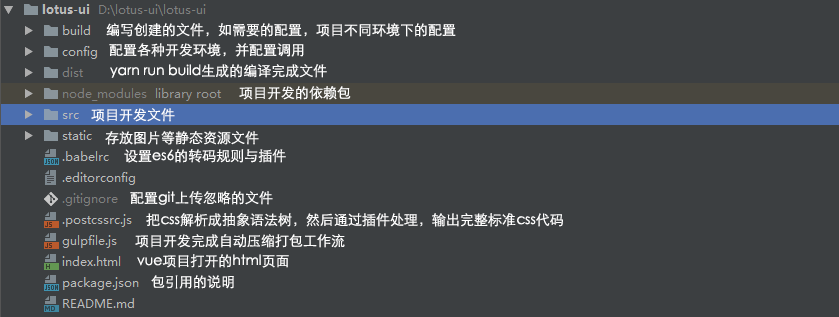 lotus-ui D:\lotus-ui\lotus-ui
build 编写创建的文件，如需要的配置，项目不同环境下的配置
config 配置各种开发环境，并配置调用
dist yarn run build生成的编译完成文件
node_modules library root 项目开发的依赖包
src 项目开发文件
static 存放图片等静态资源文件
.babelrc 设置es6的转码规则与插件
.editorconfig
.gitignore 配置git上传忽略的文件
.postcssrc.js 把css解析成抽象语法树，然后通过插件处理，输出完整标准css代码
gulpfile.js 项目开发完成自动压缩打包工作流
index.html vue项目打开的html页面
package.json 包引用的说明
README.md